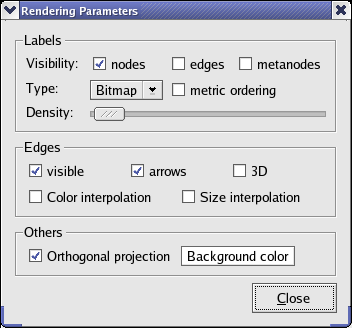 Rendering Parameters
Labels
Visibility: nodes edges metanodes
Type: Bitmap metric ordering
Density:
Edges
visible arrows 3D
Color interpolation Size interpolation
Others
Orthogonal projection Background color
Close